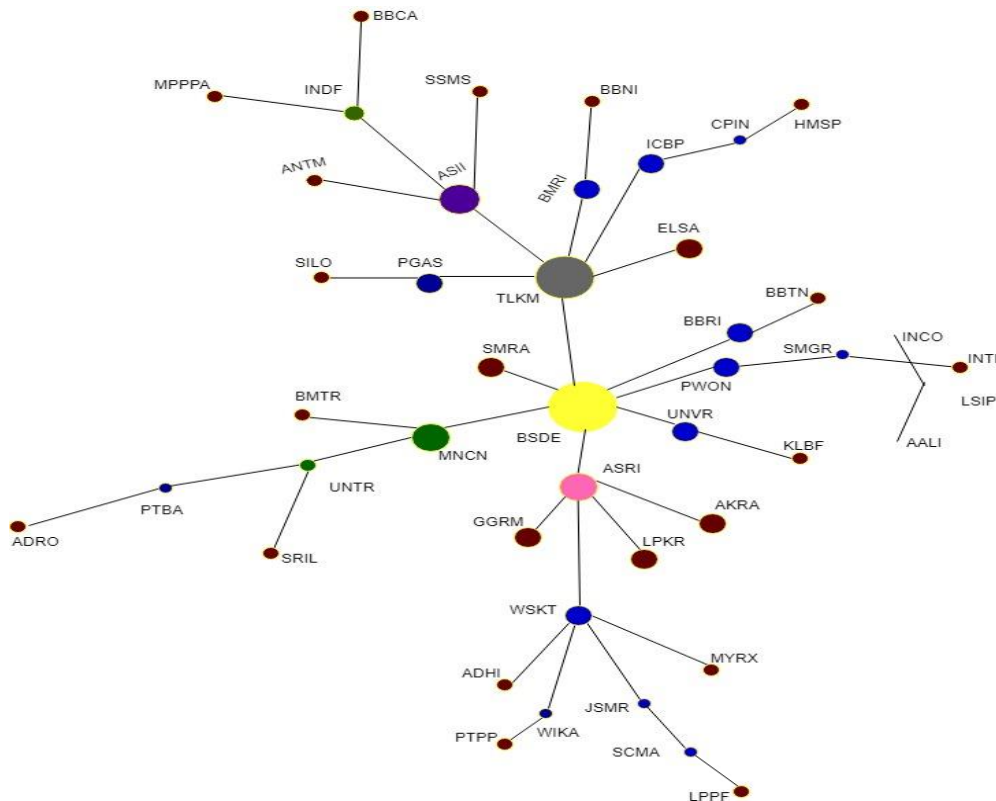 BBCA
SSMS
MPPPA
INDF
BBNI
CPIN
HMSP
ICBP
ANTM
ASII
BMRI
ELSA
SILO
PGAS
TLKM
BBTN
BBRI
INCO
SMRA
SMGR
INTI
PWON
BMTR
LSIP
UNVR
BSDE
AALI
MNCN
KLBF
ASRI
UNTR
PTBA
AKRA
GGRM
ADRO
LPKR
SRIL
WSKT
MYRX
ADHI
JSMR
PTPP
WIKA
SCMA
LPPF